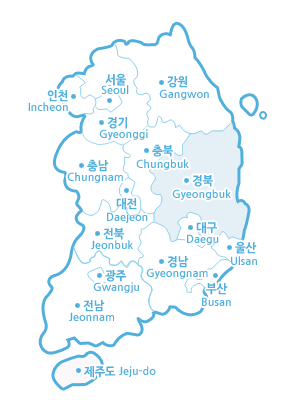 서울
Seoul
인천
Incheon
강원
Gangwon
경기
Gyeonggi
충북
Chungbuk
충남
Chungnam
경북
Gyeongbuk
대전
Daejeon
전북
Jeonbuk
대구
Daegu
울산
Ulsan
경남
Gyeongnam
광주
Gwangju
부산
Busan
전남
Jeonnam
제주도 Jeju-do